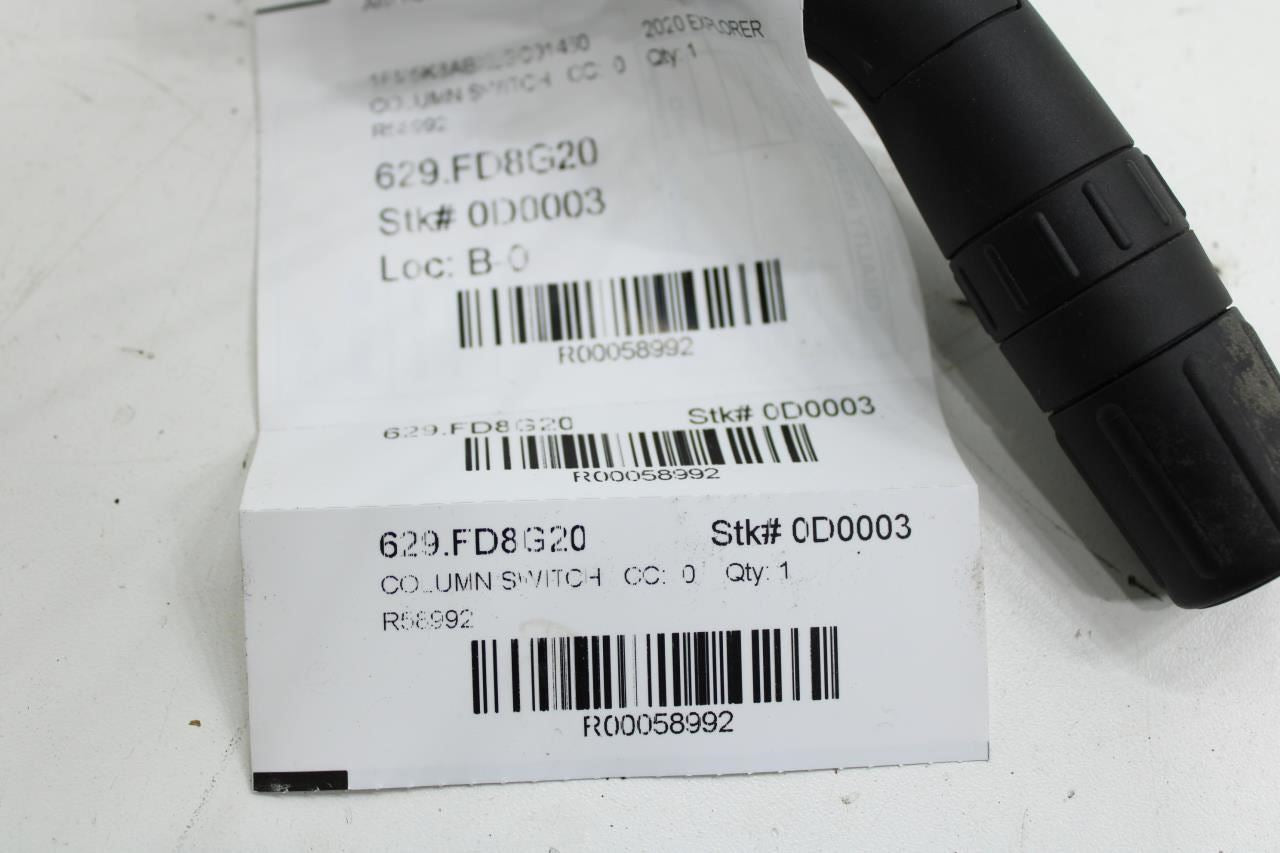 2020 EXPLORER
COLUMN SWITCH CC: 0 Qty: 1
R58992
629.FD8G20
Stk# 0D0003
Loc: B-0
R00058992
629.FD8G20 Stk# 0D0003
R00058992
629.FD8G20 Stk# 0D0003
COLUMN SWITCH CC: 0 Qty: 1
R58992
R00058992